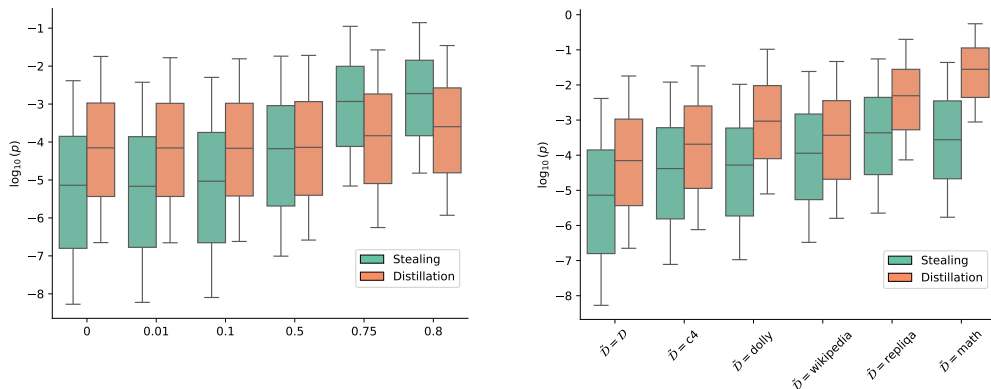 −1
−2
−3
−4
−5
−6
−7
−8
log₁₀(p)
0
0.01
0.1
0.5
0.75
0.8
Stealing
Distillation
0
−1
−2
−3
−4
−5
−6
−7
−8
log₁₀(p)
𝒟̃ = 𝒟
𝒟̃ = c4
𝒟̃ = dolly
𝒟̃ = wikipedia
𝒟̃ = repliqa
𝒟̃ = math
Stealing
Distillation